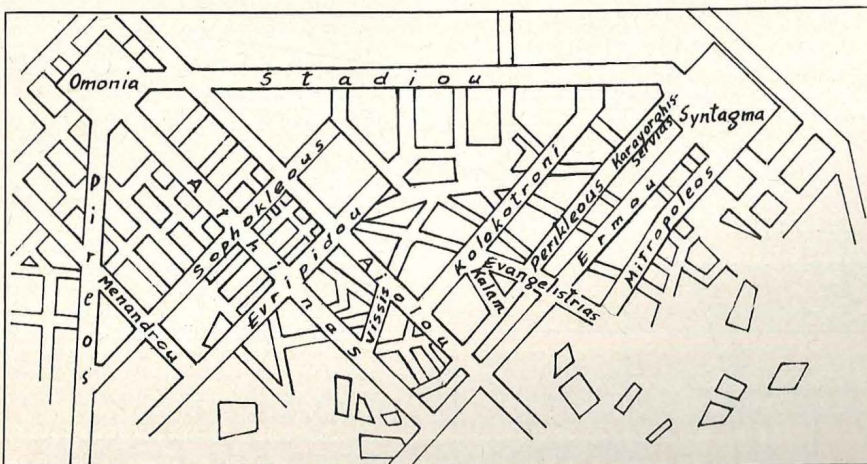 Omonia
Stadiou
Syntagma
Pireos
Athinas
Sophokleous
Evripidou
Menandrou
Aiolou
Vissis
Kolokotroni
Kalam.
Evangelistrias
Perikleous
Karayorghis-
Servias
Ermou
Mitropoleos